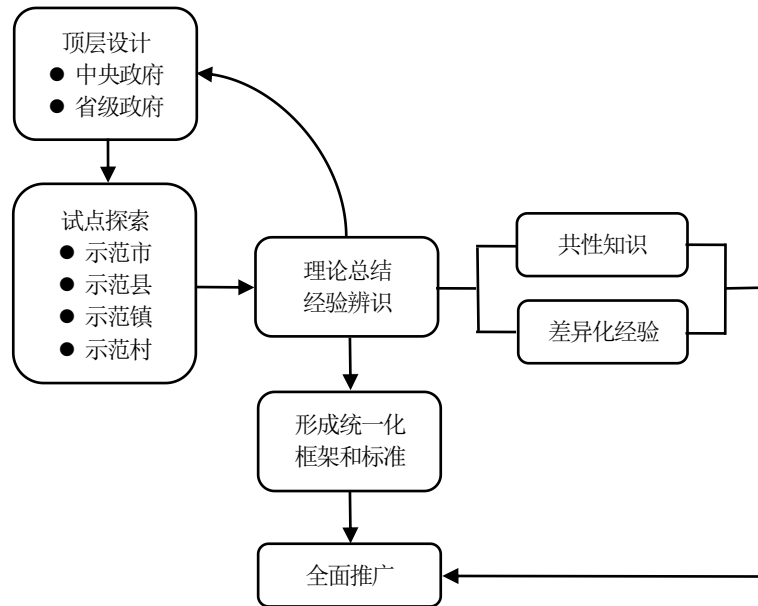 顶层设计
● 中央政府
● 省级政府
试点探索
● 示范市
● 示范县
● 示范镇
● 示范村
理论总结
经验辨识
共性知识
差异化经验
形成统一化
框架和标准
全面推广